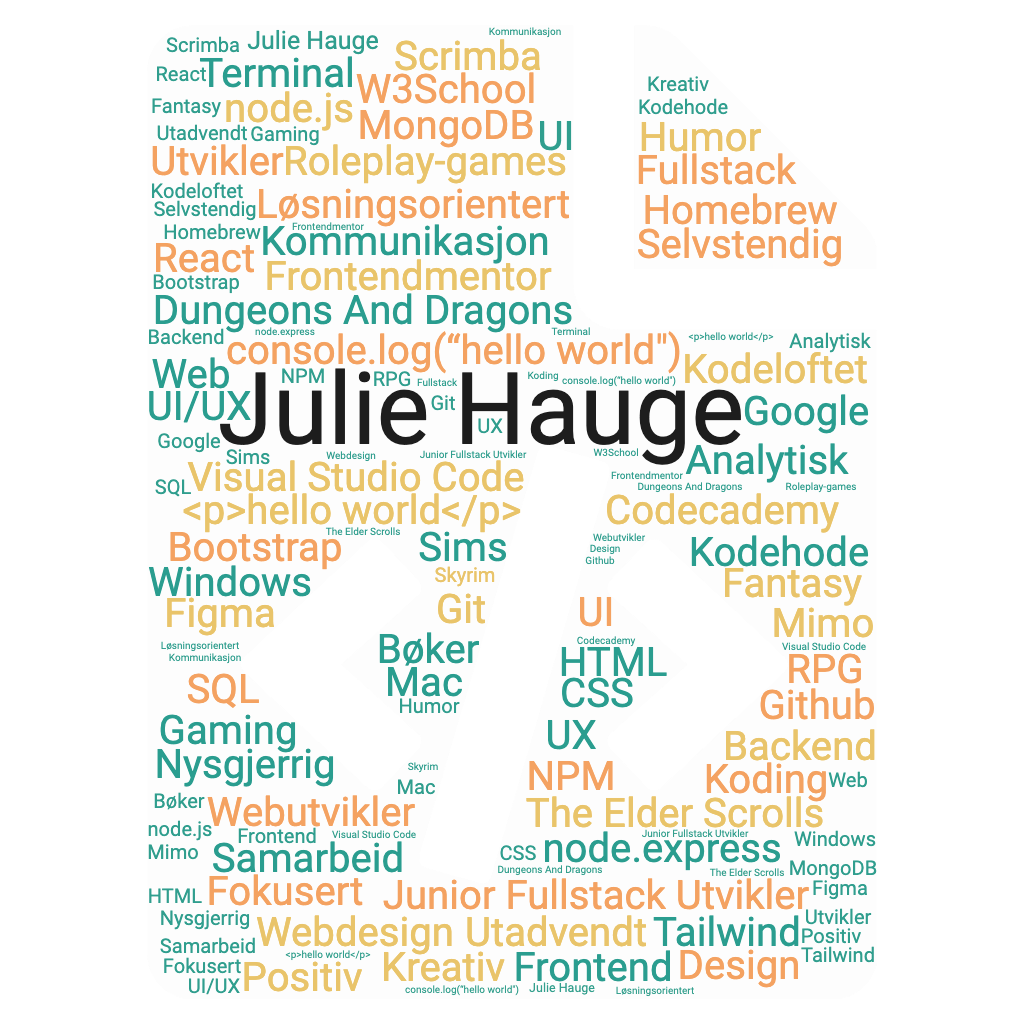 Kommunikasjon
Scrimba Julie Hauge Scrimba
React Terminal W3School
Kreativ
Fantasy node.js MongoDB UI Kodehode
Utadvendt Gaming Humor
Utvikler Roleplay-games Fullstack
Kodeloftet
Selvstendig Løsningsorientert Homebrew
Homebrew Frontendmentor Kommunikasjon Selvstendig
React Frontendmentor
Bootstrap
Dungeons And Dragons
Backend node.express Terminal <p>hello world</p> Analytisk
console.log(“hello world")
Web NPM RPG Fullstack Koding console.log(“hello world") Kodeloftet
UI/UX Julie Hauge Git UX Google
Google Sims Webdesign Junior Fullstack Utvikler W3School Analytisk
SQL Visual Studio Code Frontendmentor
Dungeons And Dragons Roleplay-games
<p>hello world</p> Codecademy
The Elder Scrolls Webutvikler
Bootstrap Sims Design Kodehode
Github
Windows Skyrim Fantasy
Figma Git UI Mimo
Løsningsorientert Bøker Codecademy Visual Studio Code
Kommunikasjon HTML RPG
SQL Mac CSS
Humor Github
Gaming UX Backend
Nysgjerrig Skyrim NPM Koding Web
Mac
Bøker Webutvikler The Elder Scrolls
node.js Frontend Visual Studio Code Junior Fullstack Utvikler Windows
Mimo Samarbeid CSS node.express
Dungeons And Dragons The Elder Scrolls MongoDB
HTML Fokusert Junior Fullstack Utvikler Figma
Nysgjerrig Webdesign Utadvendt Tailwind Utvikler
Positiv
Samarbeid <p>hello world</p> Tailwind
Fokusert Positiv Kreativ Frontend Design
UI/UX console.log(“hello world") Julie Hauge Løsningsorientert